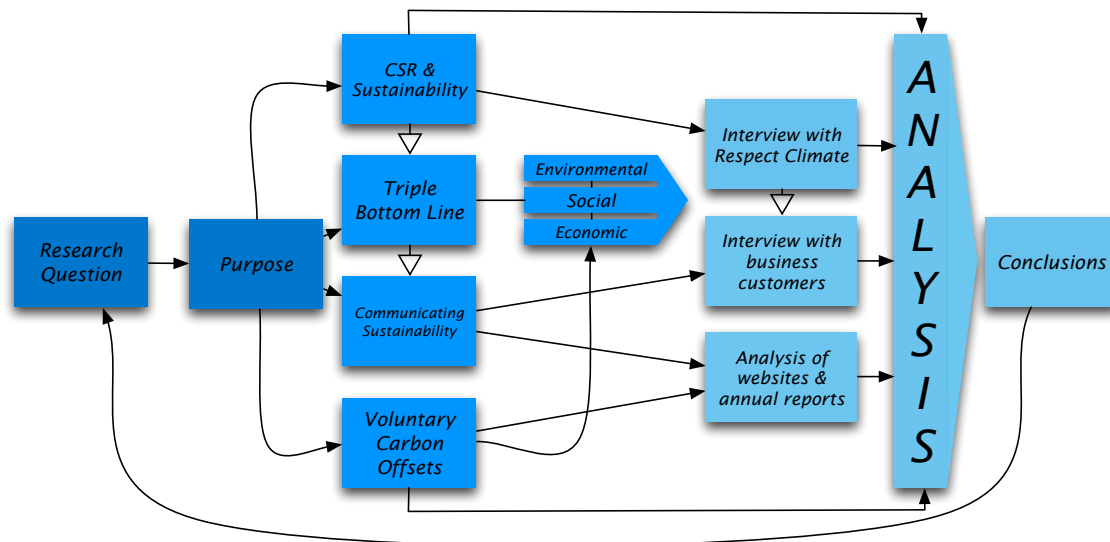 Research
Question
Purpose
CSR &
Sustainability
Triple
Bottom Line
Communicating
Sustainability
Voluntary
Carbon
Offsets
Environmental
Social
Economic
Interview with
Respect Climate
Interview with
business
customers
Analysis of
websites &
annual reports
ANALYSIS
Conclusions